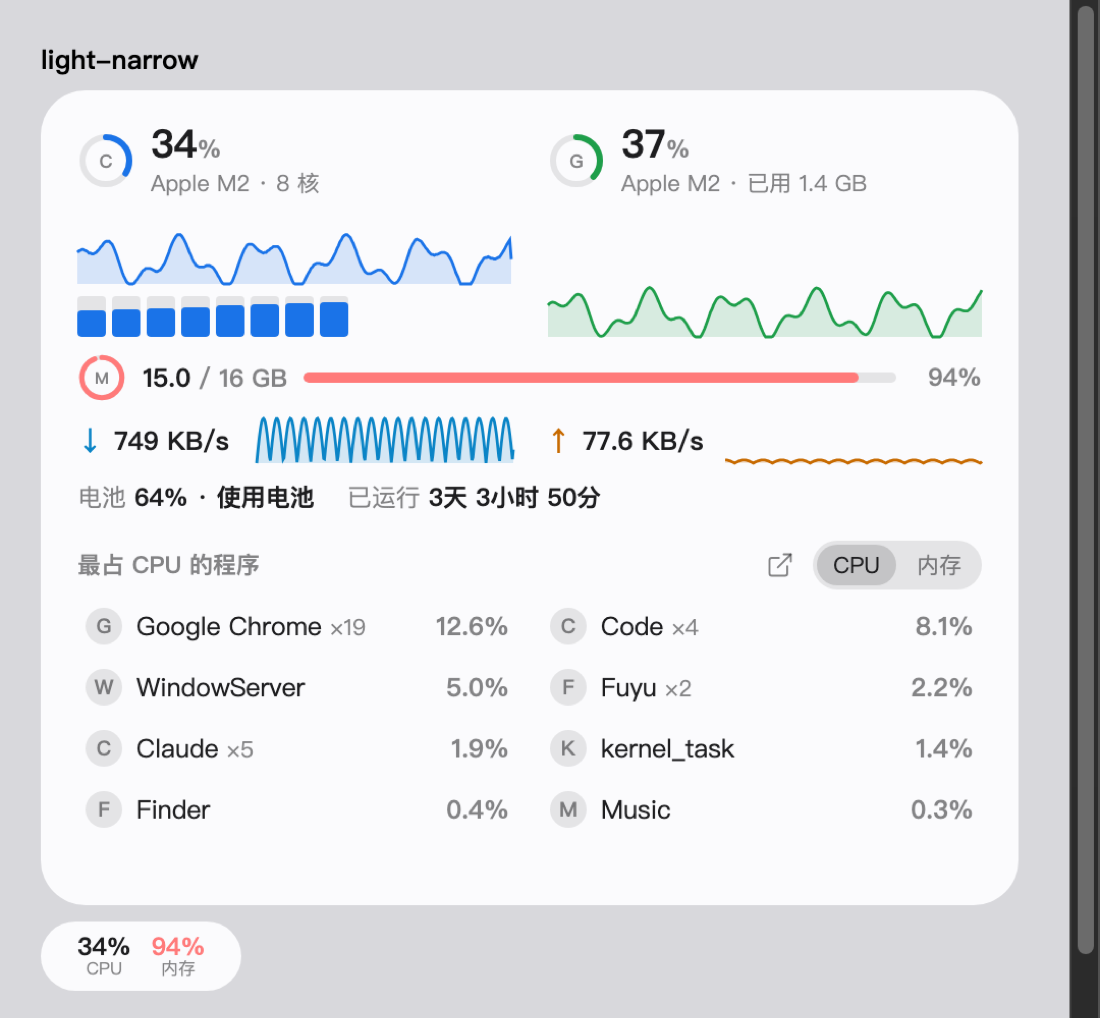 light–narrow
C 34% G 37%
Apple M2 · 8 核 Apple M2 · 已用 1.4 GB
M 15.0 / 16 GB 94%
↓ 749 KB/s ↑ 77.6 KB/s
电池 64% · 使用电池 已运行 3天 3小时 50分
最占 CPU 的程序 CPU 内存
G Google Chrome ×19 12.6% C Code ×4 8.1%
W WindowServer 5.0% F Fuyu ×2 2.2%
C Claude ×5 1.9% K kernel_task 1.4%
F Finder 0.4% M Music 0.3%
34% 94%
CPU 内存